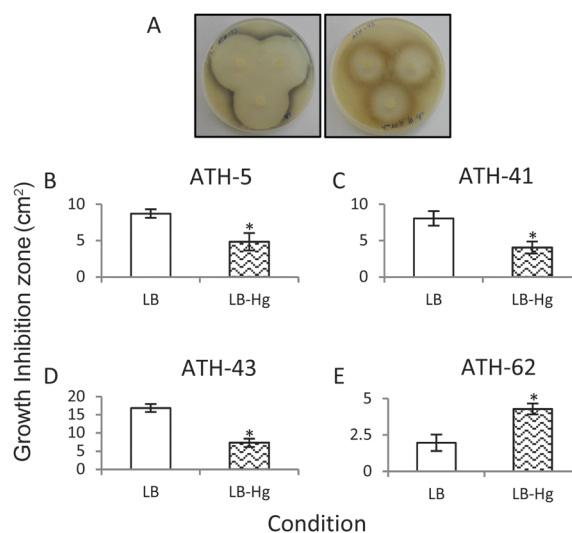 A
B
ATH-5
C
ATH-41
Growth Inhibition zone (cm²)
10
5
0
*
LB
LB-Hg
10
5
0
*
LB
LB-Hg
D
ATH-43
E
ATH-62
20
15
10
5
0
*
LB
LB-Hg
5
2.5
0
*
LB
LB-Hg
Condition